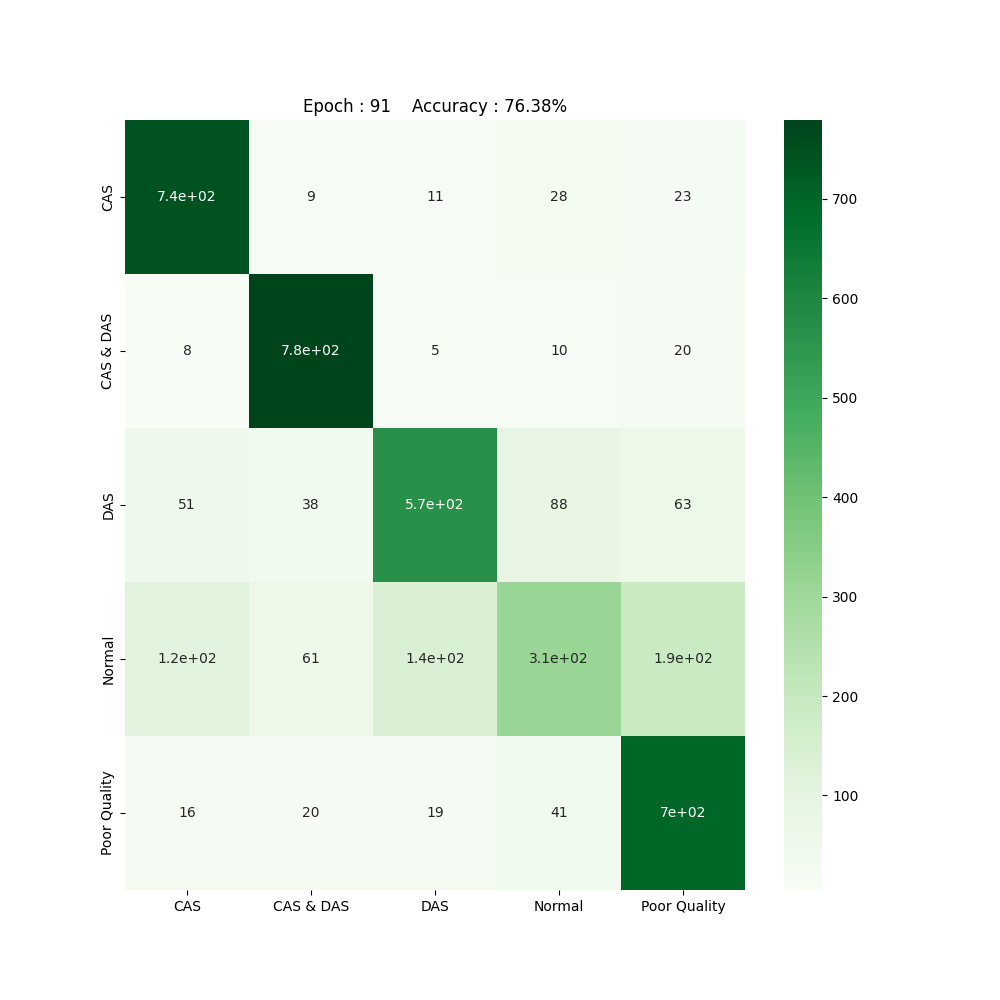 Epoch : 91    Accuracy : 76.38%
CAS 7.4e+02 9 11 28 23
CAS & DAS 8 7.8e+02 5 10 20
DAS 51 38 5.7e+02 88 63
Normal 1.2e+02 61 1.4e+02 3.1e+02 1.9e+02
Poor Quality 16 20 19 41 7e+02
CAS CAS & DAS DAS Normal Poor Quality
700
600
500
400
300
200
100